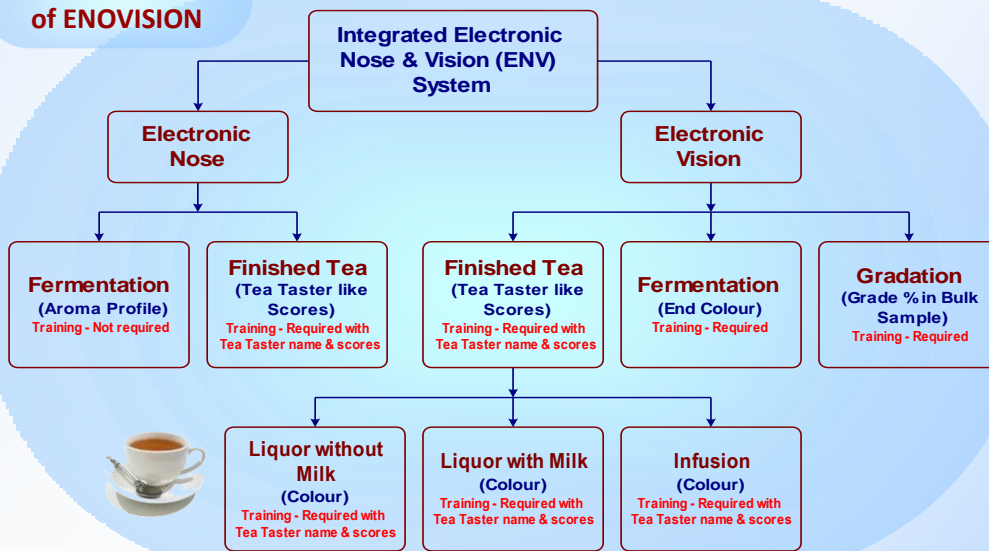 of ENOVISION
Integrated Electronic
Nose & Vision (ENV)
System
Electronic
Nose
Electronic
Vision
Fermentation
(Aroma Profile)
Training - Not required
Finished Tea
(Tea Taster like
Scores)
Training - Required with
Tea Taster name & scores
Finished Tea
(Tea Taster like
Scores)
Training - Required with
Tea Taster name & scores
Fermentation
(End Colour)
Training - Required
Gradation
(Grade % in Bulk
Sample)
Training - Required
Liquor without
Milk
(Colour)
Training - Required with
Tea Taster name & scores
Liquor with Milk
(Colour)
Training - Required with
Tea Taster name & scores
Infusion
(Colour)
Training - Required with
Tea Taster name & scores